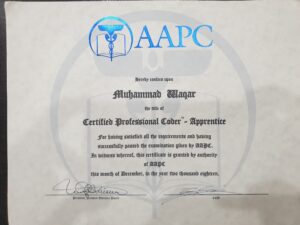 AAPC
hereby confers upon
Muhammad Waqar
the title of
Certified Professional Coder™ - Apprentice
For having satisfied all the requirements and having
successfully passed the examination given by AAPC.
In witness whereof, this certificate is granted by authority
of AAPC
this month of December, in the year two thousand eighteen.